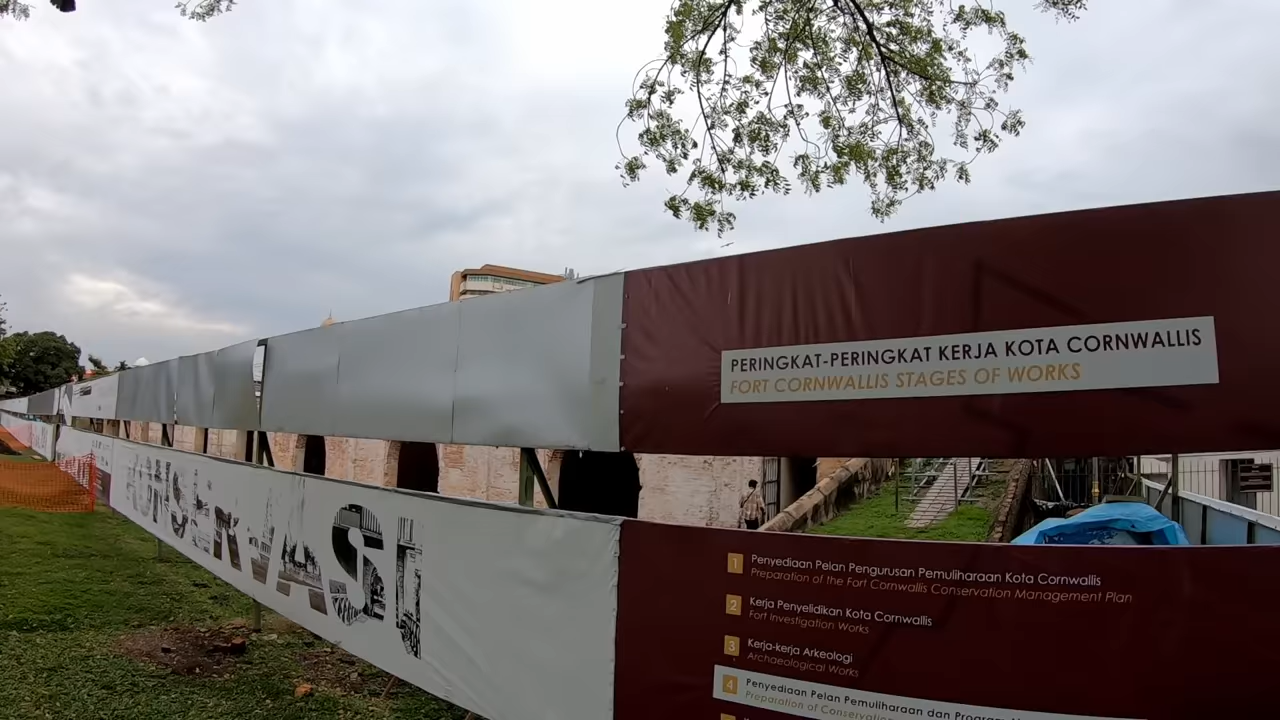 PERINGKAT-PERINGKAT KERJA KOTA CORNWALLIS
FORT CORNWALLIS STAGES OF WORKS
KONSERVASI
1 Penyediaan Pelan Pengurusan Pemuliharaan Kota Cornwallis
Preparation of the Fort Cornwallis Conservation Management Plan
2 Kerja Penyelidikan Kota Cornwallis
Fort Investigation Works
3 Kerja-kerja Arkeologi
Archaeological Works
4 Penyediaan Pelan Pemuliharaan dan
Preparation of